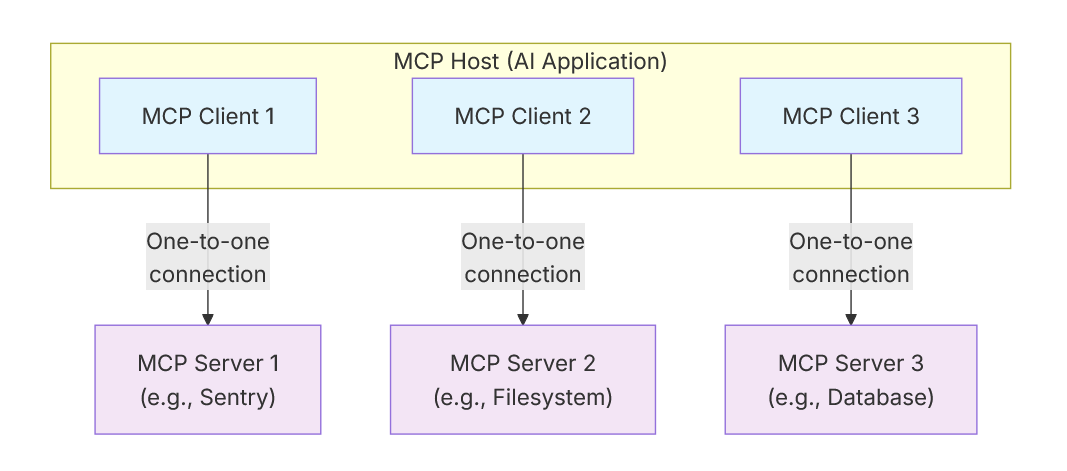 MCP Host (AI Application)
MCP Client 1
MCP Client 2
MCP Client 3
One-to-one
connection
One-to-one
connection
One-to-one
connection
MCP Server 1
(e.g., Sentry)
MCP Server 2
(e.g., Filesystem)
MCP Server 3
(e.g., Database)